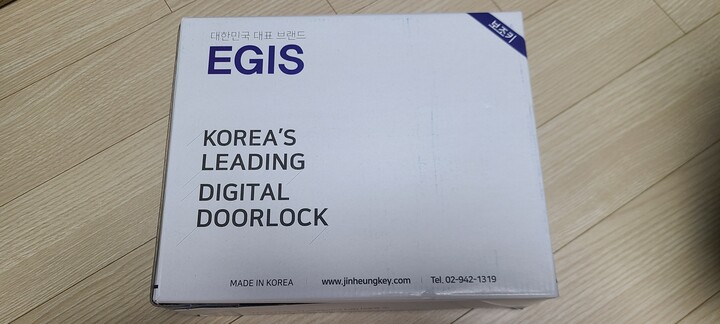 대한민국 대표 브랜드
보조키
EGIS
KOREA'S
LEADING
DIGITAL
DOORLOCK
MADE IN KOREA www.jinheungkey.com Tel. 02-942-1319